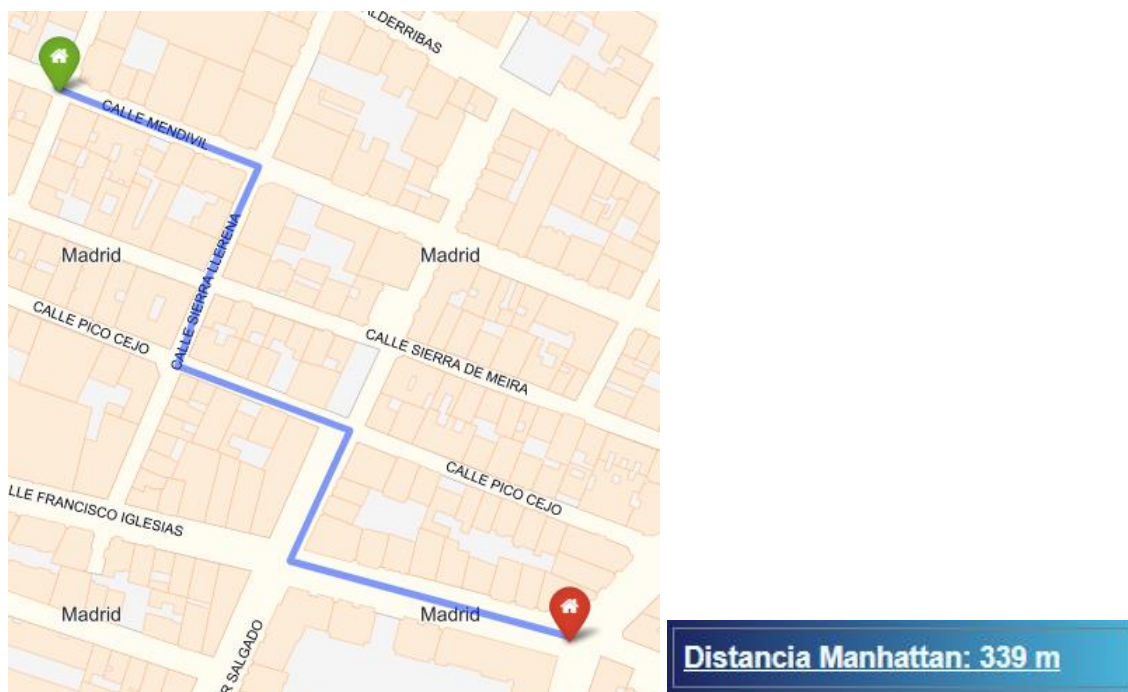 ALDERRIBAS
CALLE MENDIVIL
CALLE SIERRA LLERENA
Madrid
Madrid
CALLE PICO CEJO
CALLE SIERRA DE MEIRA
CALLE PICO CEJO
LLE FRANCISCO IGLESIAS
Madrid
Madrid
R SALGADO
Distancia Manhattan: 339 m